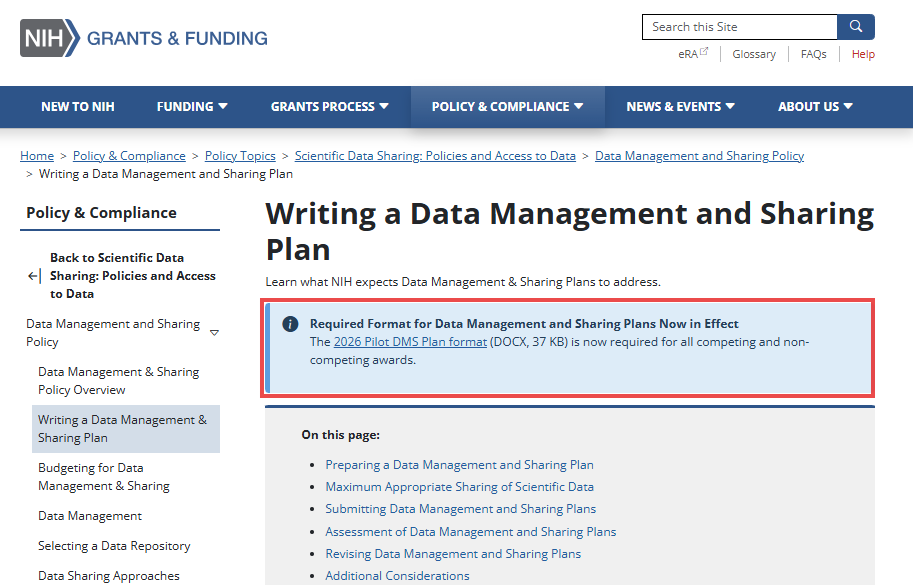 NIH GRANTS & FUNDING
Search this Site
eRA
Glossary
FAQs
Help
NEW TO NIH
FUNDING
GRANTS PROCESS
POLICY & COMPLIANCE
NEWS & EVENTS
ABOUT US
Home > Policy & Compliance > Policy Topics > Scientific Data Sharing: Policies and Access to Data > Data Management and Sharing Policy
> Writing a Data Management and Sharing Plan
Policy & Compliance
Back to Scientific Data
Sharing: Policies and Access
to Data
Data Management and Sharing
Policy
Data Management & Sharing
Policy Overview
Writing a Data Management &
Sharing Plan
Budgeting for Data
Management & Sharing
Data Management
Selecting a Data Repository
Data Sharing Approaches
Writing a Data Management and Sharing
Plan
Learn what NIH expects Data Management & Sharing Plans to address.
Required Format for Data Management and Sharing Plans Now in Effect
The 2026 Pilot DMS Plan format (DOCX, 37 KB) is now required for all competing and non-
competing awards.
On this page:
• Preparing a Data Management and Sharing Plan
• Maximum Appropriate Sharing of Scientific Data
• Submitting Data Management and Sharing Plans
• Assessment of Data Management and Sharing Plans
• Revising Data Management and Sharing Plans
• Additional Considerations